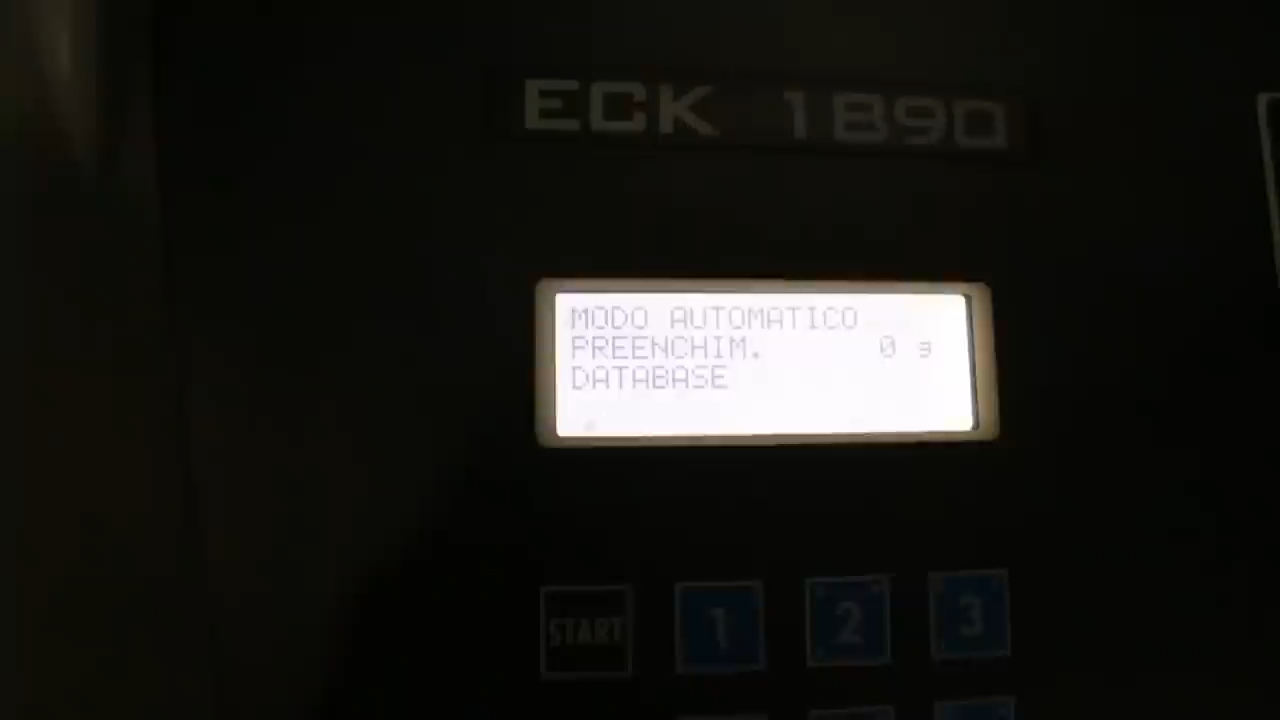 ECK 1890
MODO AUTOMATICO
PREENCHIM. 0 g
DATABASE
START 1 2 3